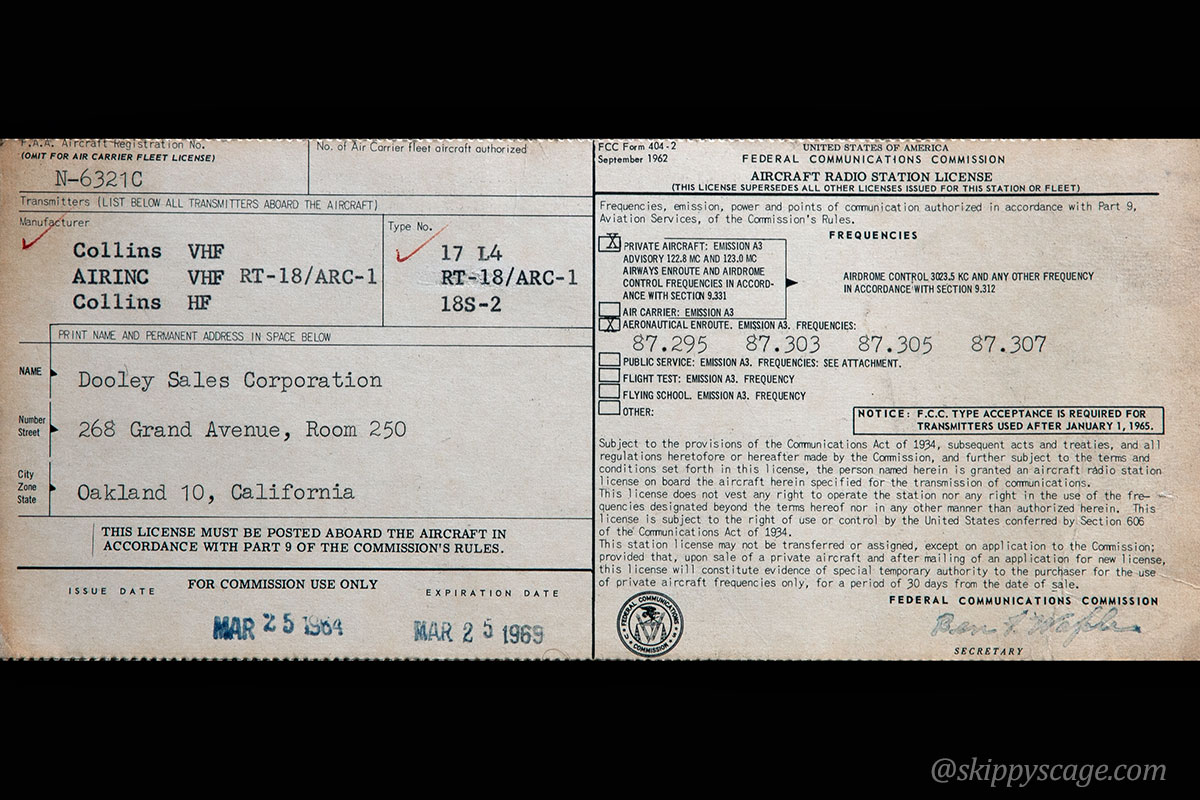 F.A.A. Aircraft Registration No.
(OMIT FOR AIR CARRIER FLEET LICENSE)
N-6321C
No. of Air Carrier fleet aircraft authorized
Transmitters (LIST BELOW ALL TRANSMITTERS ABOARD THE AIRCRAFT)
Manufacturer
Type No.
Collins VHF
17 L4
AIRINC VHF RT-18/ARC-1
RT-18/ARC-1
Collins HF
18S-2
PRINT NAME AND PERMANENT ADDRESS IN SPACE BELOW
NAME
Dooley Sales Corporation
Number
Street
268 Grand Avenue, Room 250
City
Zone
State
Oakland 10, California
THIS LICENSE MUST BE POSTED ABOARD THE AIRCRAFT IN
ACCORDANCE WITH PART 9 OF THE COMMISSION'S RULES.
FOR COMMISSION USE ONLY
ISSUE DATE
EXPIRATION DATE
MAR 25 1964
MAR 25 1969
FCC Form 404-2
September 1962
UNITED STATES OF AMERICA
FEDERAL COMMUNICATIONS COMMISSION
AIRCRAFT RADIO STATION LICENSE
(THIS LICENSE SUPERSEDES ALL OTHER LICENSES ISSUED FOR THIS STATION OR FLEET)
Frequencies, emission, power and points of communication authorized in accordance with Part 9,
Aviation Services, of the Commission's Rules.
FREQUENCIES
X PRIVATE AIRCRAFT: EMISSION A3
ADVISORY 122.8 MC AND 123.0 MC
AIRWAYS ENROUTE AND AIRDROME
CONTROL FREQUENCIES IN ACCORD-
ANCE WITH SECTION 9.331
AIRDROME CONTROL 3023.5 KC AND ANY OTHER FREQUENCY
IN ACCORDANCE WITH SECTION 9.312
AIR CARRIER: EMISSION A3
X AERONAUTICAL ENROUTE. EMISSION A3. FREQUENCIES:
87.295 87.303 87.305 87.307
PUBLIC SERVICE: EMISSION A3. FREQUENCIES: SEE ATTACHMENT.
FLIGHT TEST: EMISSION A3. FREQUENCY
FLYING SCHOOL. EMISSION A3. FREQUENCY
OTHER:
NOTICE: F.C.C. TYPE ACCEPTANCE IS REQUIRED FOR
TRANSMITTERS USED AFTER JANUARY 1, 1965.
Subject to the provisions of the Communications Act of 1934, subsequent acts and treaties, and all
regulations heretofore or hereafter made by the Commission, and further subject to the terms and
conditions set forth in this license, the person named herein is granted an aircraft radio station
license on board the aircraft herein specified for the transmission of communications.
This license does not vest any right to operate the station nor any right in the use of the fre-
quencies designated beyond the terms hereof nor in any other manner than authorized herein. This
license is subject to the right of use or control by the United States conferred by Section 606
of the Communications Act of 1934.
This station license may not be transferred or assigned, except on application to the Commission;
provided that, upon sale of a private aircraft and after mailing of an application for new license,
this license will constitute evidence of special temporary authority to the purchaser for the use
of private aircraft frequencies only, for a period of 30 days from the date of sale.
FEDERAL COMMUNICATIONS COMMISSION
FEDERAL COMMUNICATIONS
COMMISSION
Ben F. Waple
SECRETARY
@skippyscage.com